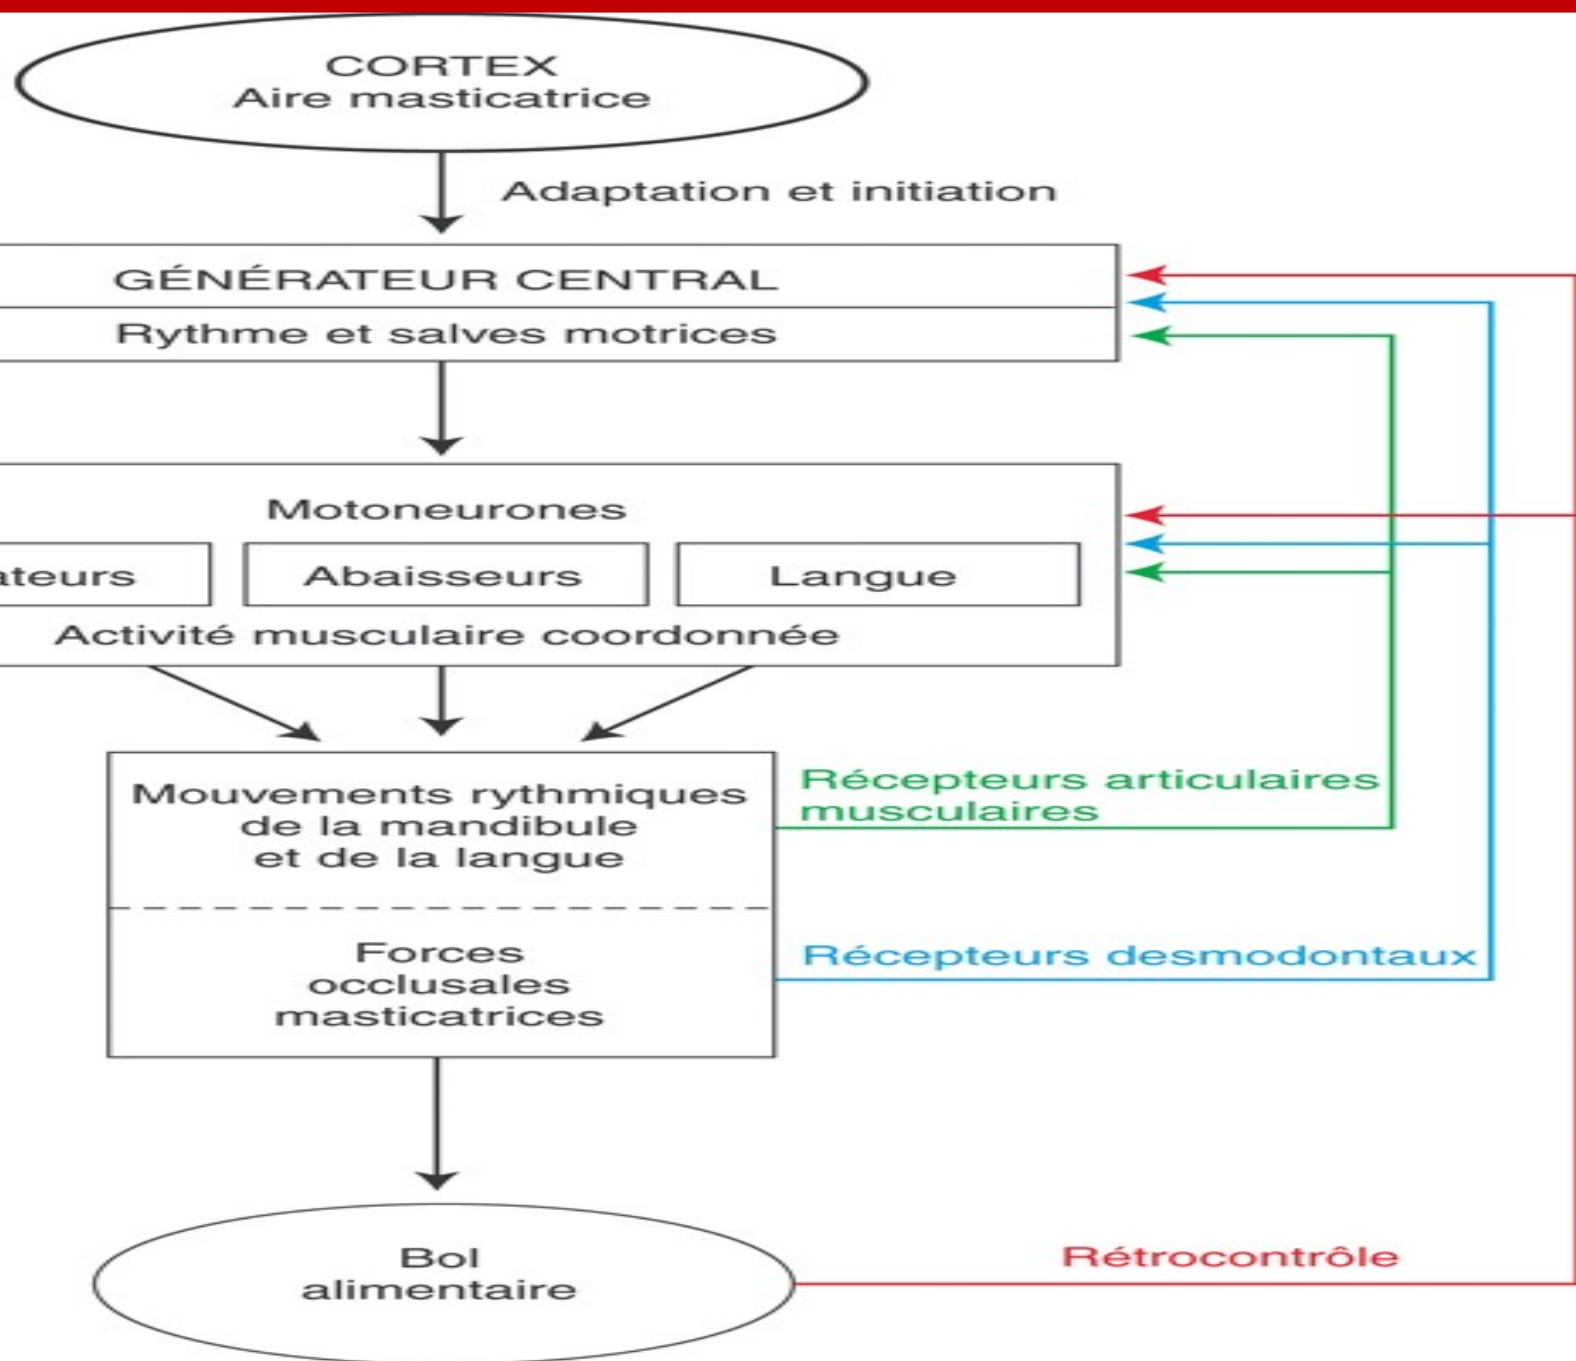 CORTEX
Aire masticatrice
Adaptation et initiation
GÉNÉRATEUR CENTRAL
Rythme et salves motrices
Motoneurones
ateurs
Abaisseurs
Langue
Activité musculaire coordonnée
Mouvements rythmiques
de la mandibule
et de la langue
Récepteurs articulaires
musculaires
Forces
occlusales
masticatrices
Récepteurs desmodontaux
Bol
alimentaire
Rétrocontrôle